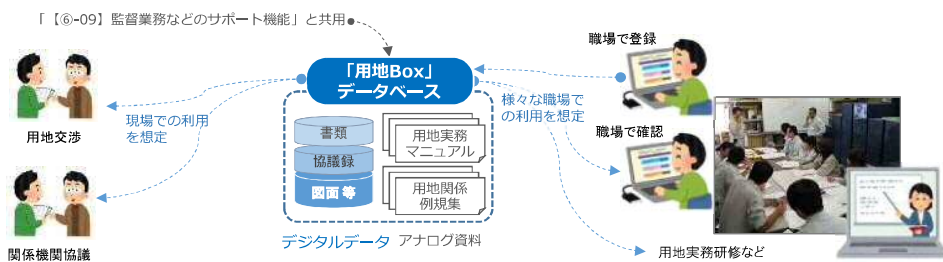 「【⑥-09】監督業務などのサポート機能」と共用
職場で登録
「用地Box」
データベース
現場での利用
を想定
様々な職場で
の利用を想定
用地交渉
書類
協議録
図面 等
用地実務
マニュアル
用地関係
例規集
職場で確認
関係機関協議
デジタルデータ
アナログ資料
用地実務研修など